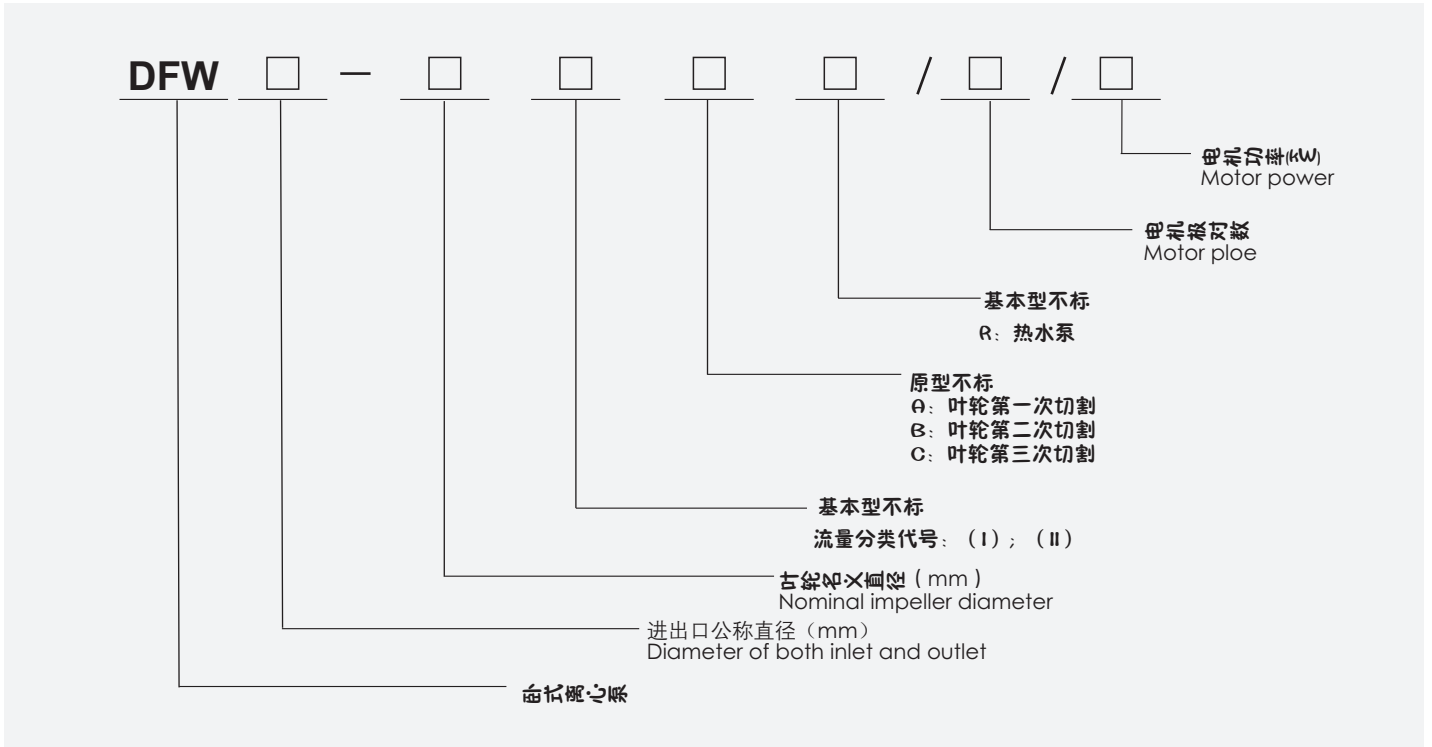 DFW □ — □ □ □ □ / □ / □
电机功率(kW)
Motor power
电机极对数
Motor ploe
基本型不标
R：热水泵
原型不标
A：叶轮第一次切割
B：叶轮第二次切割
C：叶轮第三次切割
基本型不标
流量分类代号：（I）；（II）
叶轮名义直径（mm）
Nominal impeller diameter
进出口公称直径（mm）
Diameter of both inlet and outlet
卧式离心泵